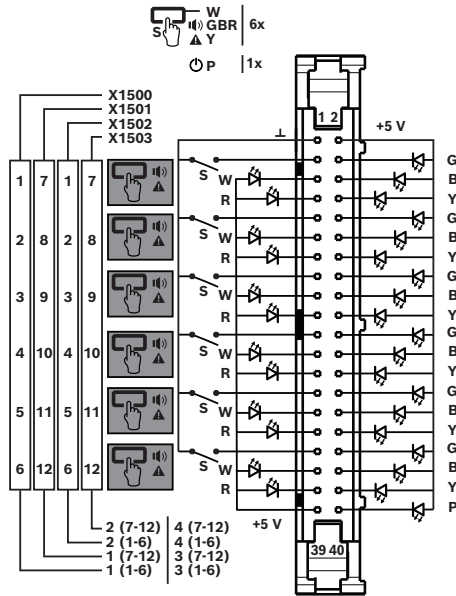 W
S GBR 6x
Y
P 1x
X1500
X1501
X1502
X1503
1 2
+5 V
⊥
G
1 7 1 7 S W B
R Y
G
2 8 2 8 S W B
R Y
G
3 9 3 9 S W B
R Y
G
4 10 4 10 S W B
R Y
G
5 11 5 11 S W B
R Y
G
6 12 6 12 S W B
R Y
P
+5 V
2 (7-12) 4 (7-12)
2 (1-6) 4 (1-6)
1 (7-12) 3 (7-12)
1 (1-6) 3 (1-6)
39 40